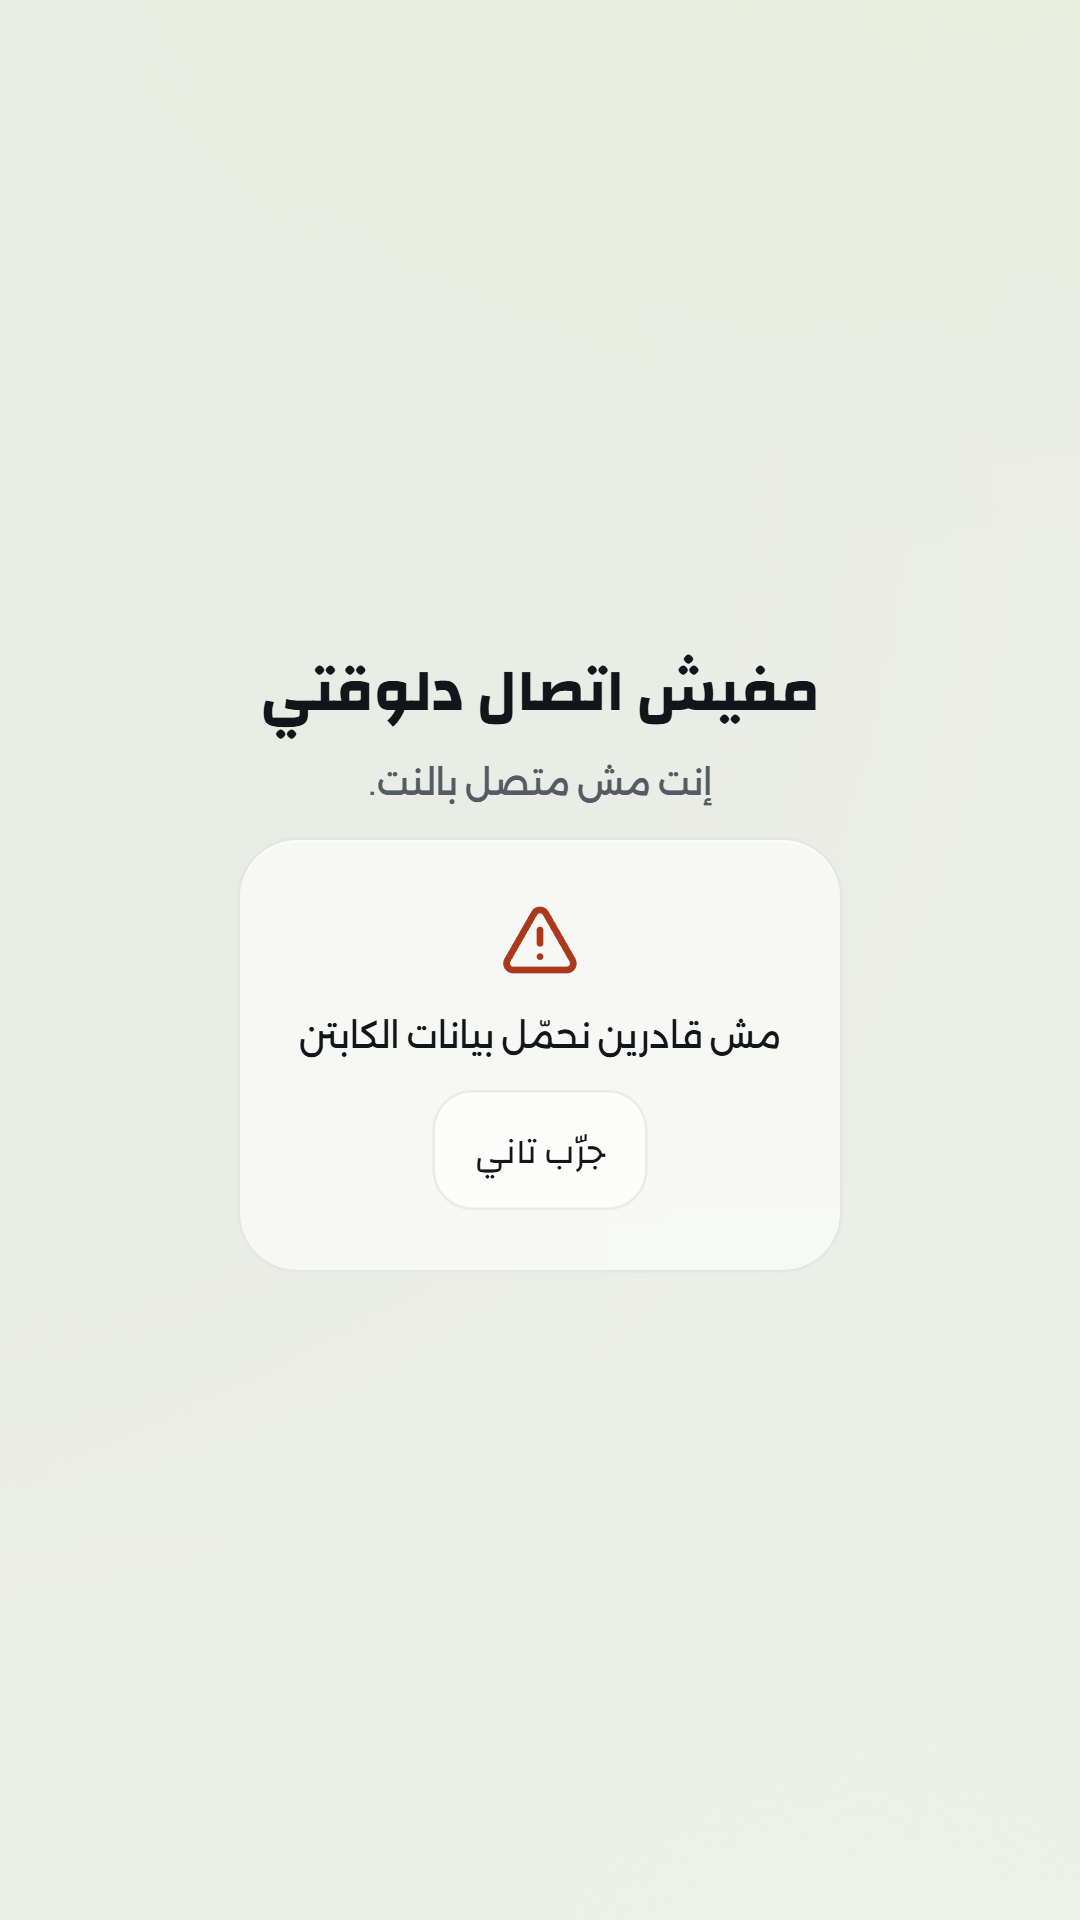 مفيش اتصال دلوقتي
إنت مش متصل بالنت.
مش قادرين نحمّل بيانات الكابتن
جرّب تاني